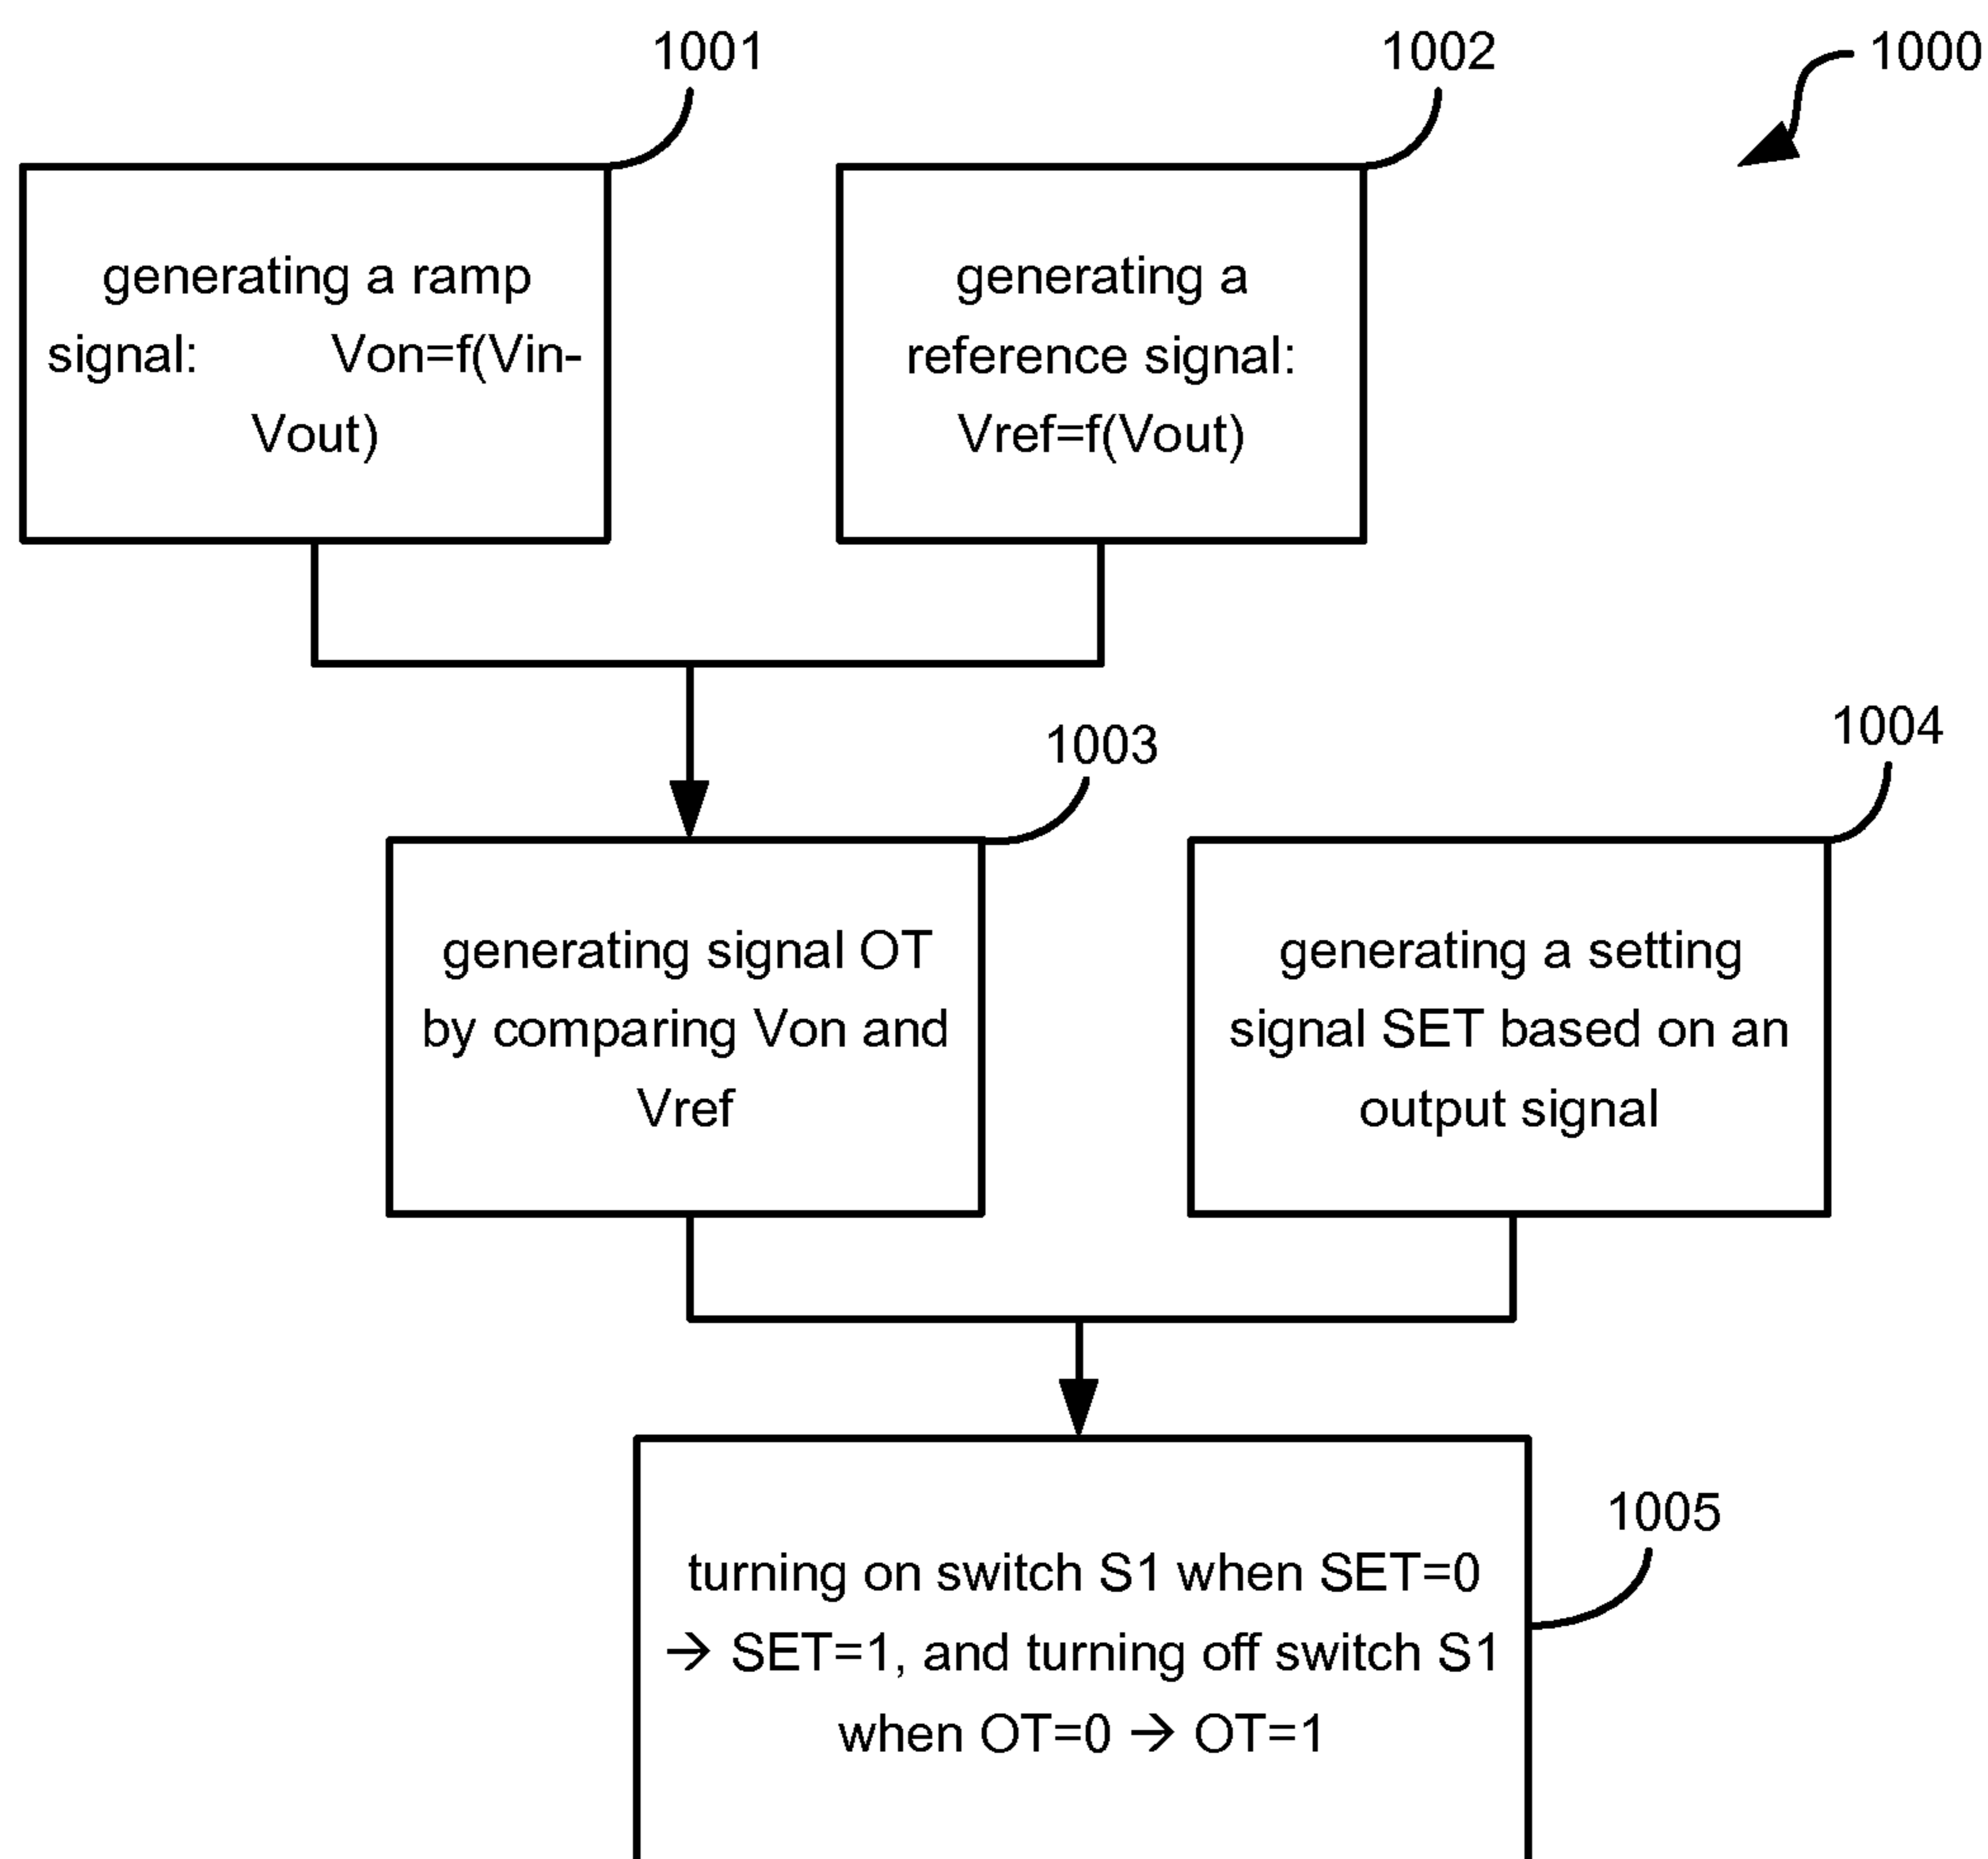 1001
1002
1000
generating a ramp
signal: Von=f(Vin-
Vout)
generating a
reference signal:
Vref=f(Vout)
1003
1004
generating signal OT
by comparing Von and
Vref
generating a setting
signal SET based on an
output signal
1005
turning on switch S1 when SET=0
→ SET=1, and turning off switch S1
when OT=0 → OT=1